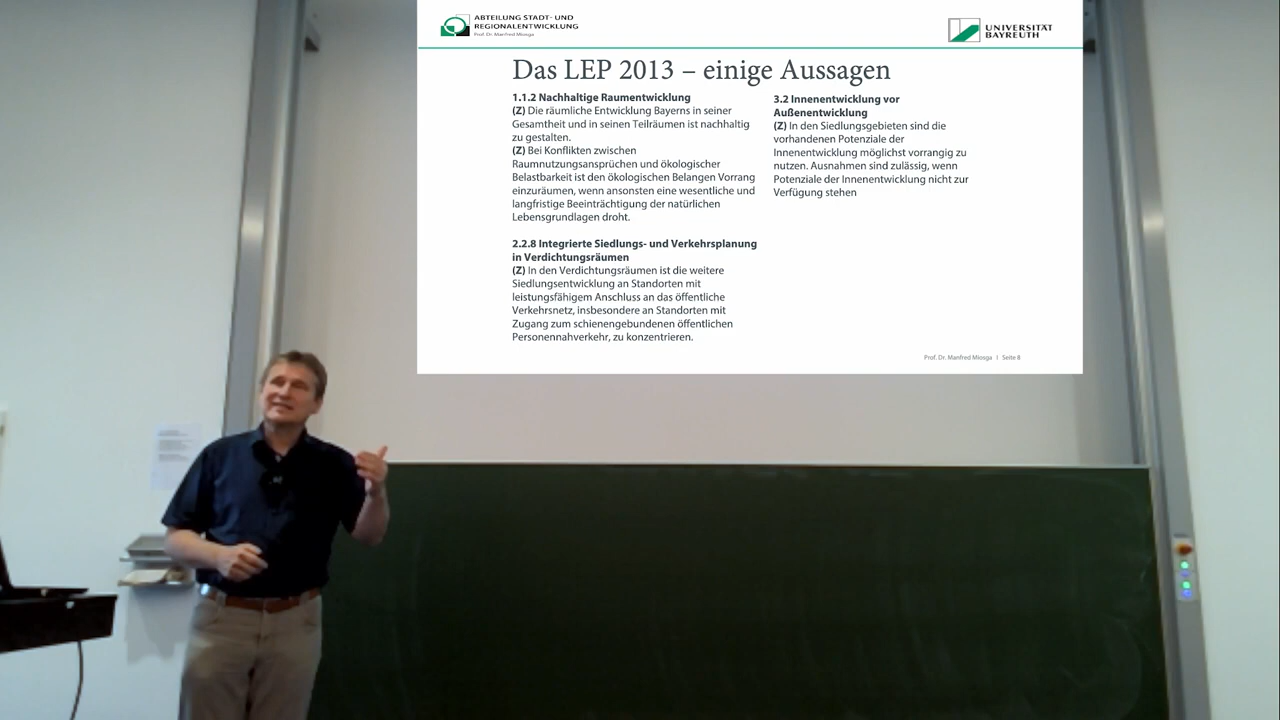 ABTEILUNG STADT- UND
REGIONALENTWICKLUNG
Prof. Dr. Manfred Miosga
UNIVERSITÄT
BAYREUTH
Das LEP 2013 – einige Aussagen
1.1.2 Nachhaltige Raumentwicklung
(Z) Die räumliche Entwicklung Bayerns in seiner
Gesamtheit und in seinen Teilräumen ist nachhaltig
zu gestalten.
(Z) Bei Konflikten zwischen
Raumnutzungsansprüchen und ökologischer
Belastbarkeit ist den ökologischen Belangen Vorrang
einzuräumen, wenn ansonsten eine wesentliche und
langfristige Beeinträchtigung der natürlichen
Lebensgrundlagen droht.
2.2.8 Integrierte Siedlungs- und Verkehrsplanung
in Verdichtungsräumen
(Z) In den Verdichtungsräumen ist die weitere
Siedlungsentwicklung an Standorten mit
leistungsfähigem Anschluss an das öffentliche
Verkehrsnetz, insbesondere an Standorten mit
Zugang zum schienengebundenen öffentlichen
Personennahverkehr, zu konzentrieren.
3.2 Innenentwicklung vor
Außenentwicklung
(Z) In den Siedlungsgebieten sind die
vorhandenen Potenziale der
Innenentwicklung möglichst vorrangig zu
nutzen. Ausnahmen sind zulässig, wenn
Potenziale der Innenentwicklung nicht zur
Verfügung stehen
Prof. Dr. Manfred Miosga I Seite 8